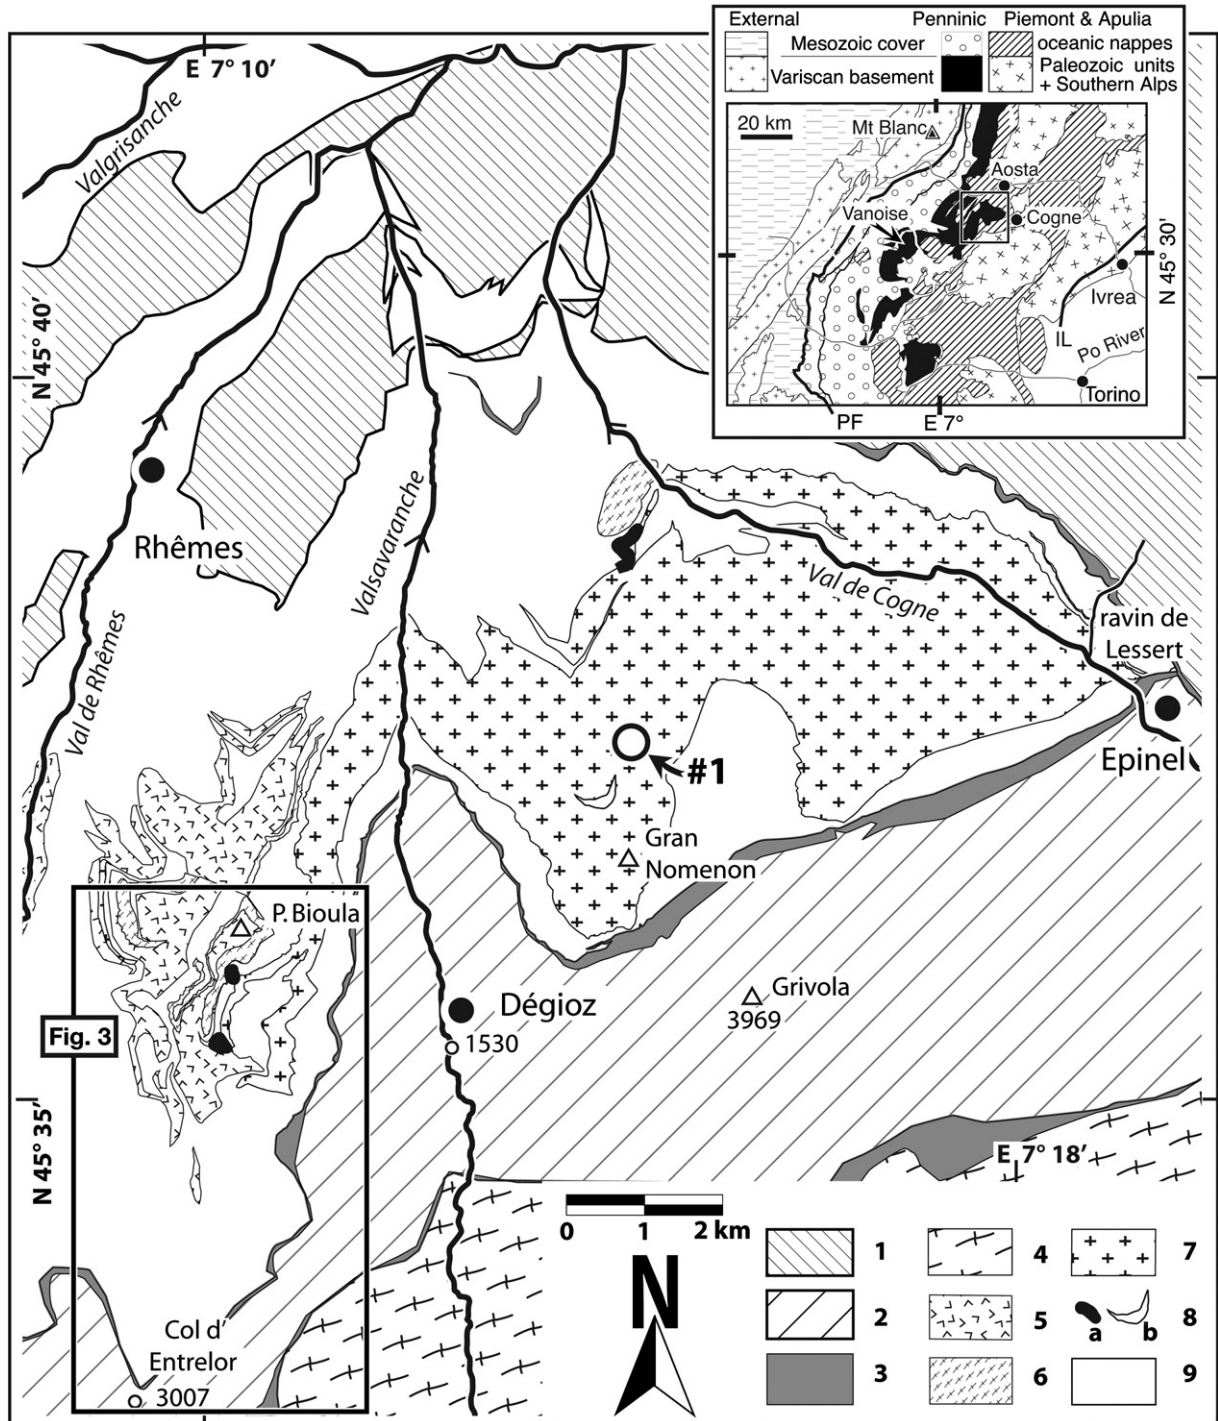 External Penninic Piemont & Apulia
Mesozoic cover oceanic nappes
Variscan basement Paleozoic units
+ Southern Alps
20 km
Mt Blanc
Aosta
Vanoise
Cogne
Ivrea
IL
Po River
Torino
PF
E 7°
N 45° 30'
E 7° 10'
Valgrisanche
N 45° 40'
Rhêmes
Valsavaranche
Val de Rhêmes
Val de Cogne
ravin de
Lessert
Epinel
#1
Gran
Nomenon
P. Bioula
Fig. 3
Dégioz
1530
Grivola
3969
N 45° 35'
E 7° 18'
Col d'
Entrelor
3007
0 1 2 km
N
1 4 7
2 5 a b 8
3 6 9